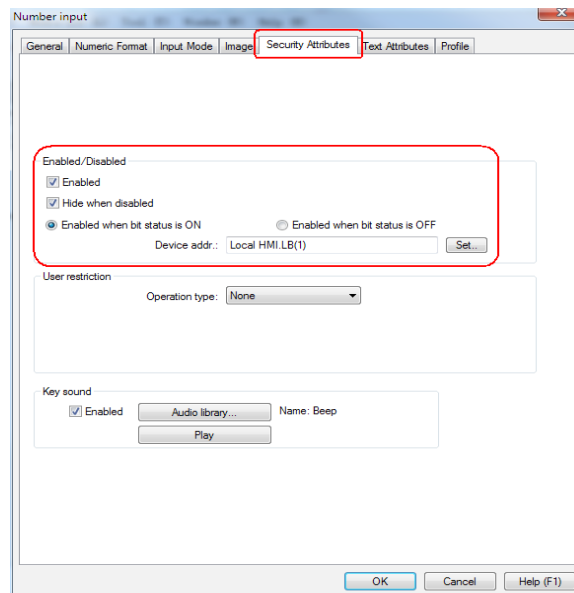 Number input
General Numeric Format Input Mode Image Security Attributes Text Attributes Profile
Enabled/Disabled
Enabled
Hide when disabled
Enabled when bit status is ON Enabled when bit status is OFF
Device addr.: Local HMI.LB(1) Set...
User restriction
Operation type: None
Key sound
Enabled Audio library... Name: Beep
Play
OK Cancel Help (F1)